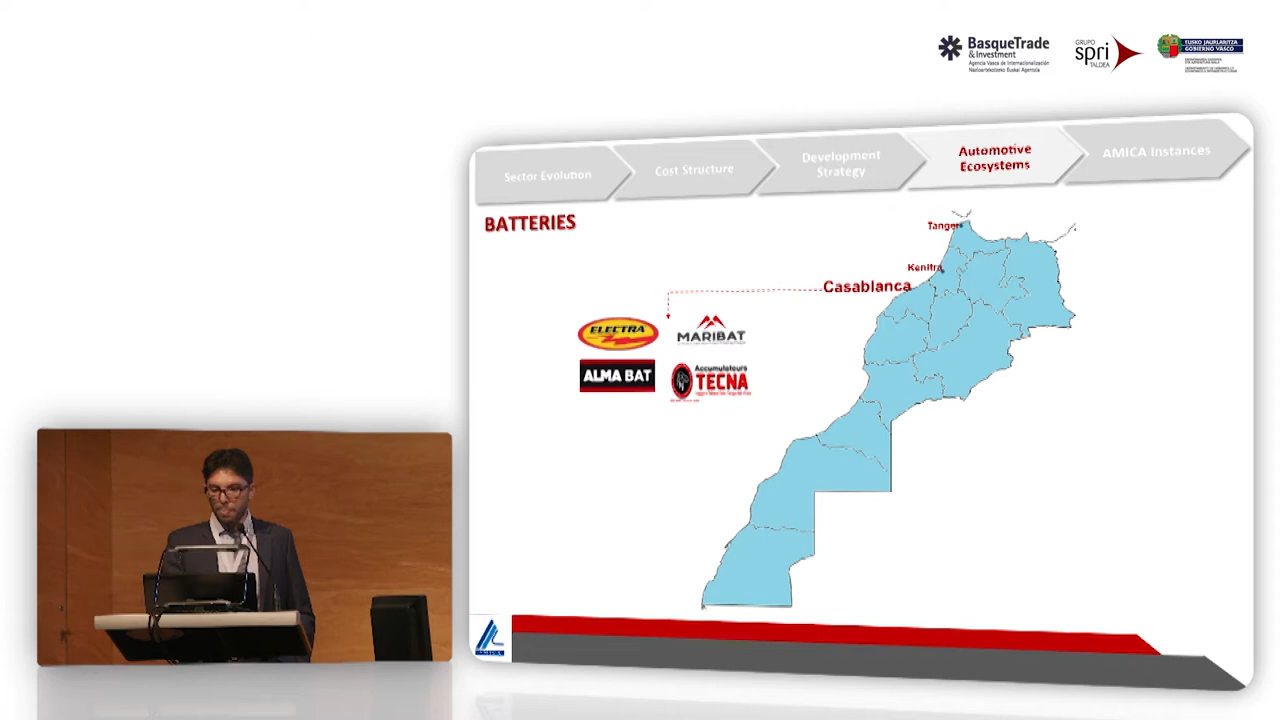 BasqueTrade
& Investment
Agencia Vasca de Internacionalización
Nazioartekotzeko Euskal Agentzia
GRUPO
spri
TALDEA
EUSKO JAURLARITZA
GOBIERNO VASCO
Sector Evolution
Cost Structure
Development
Strategy
Automotive
Ecosystems
AMICA Instances
BATTERIES
Tanger
Kenitra
Casablanca
ELECTRA
MARIBAT
ALMA BAT
Accumulateurs
TECNA
AMICA